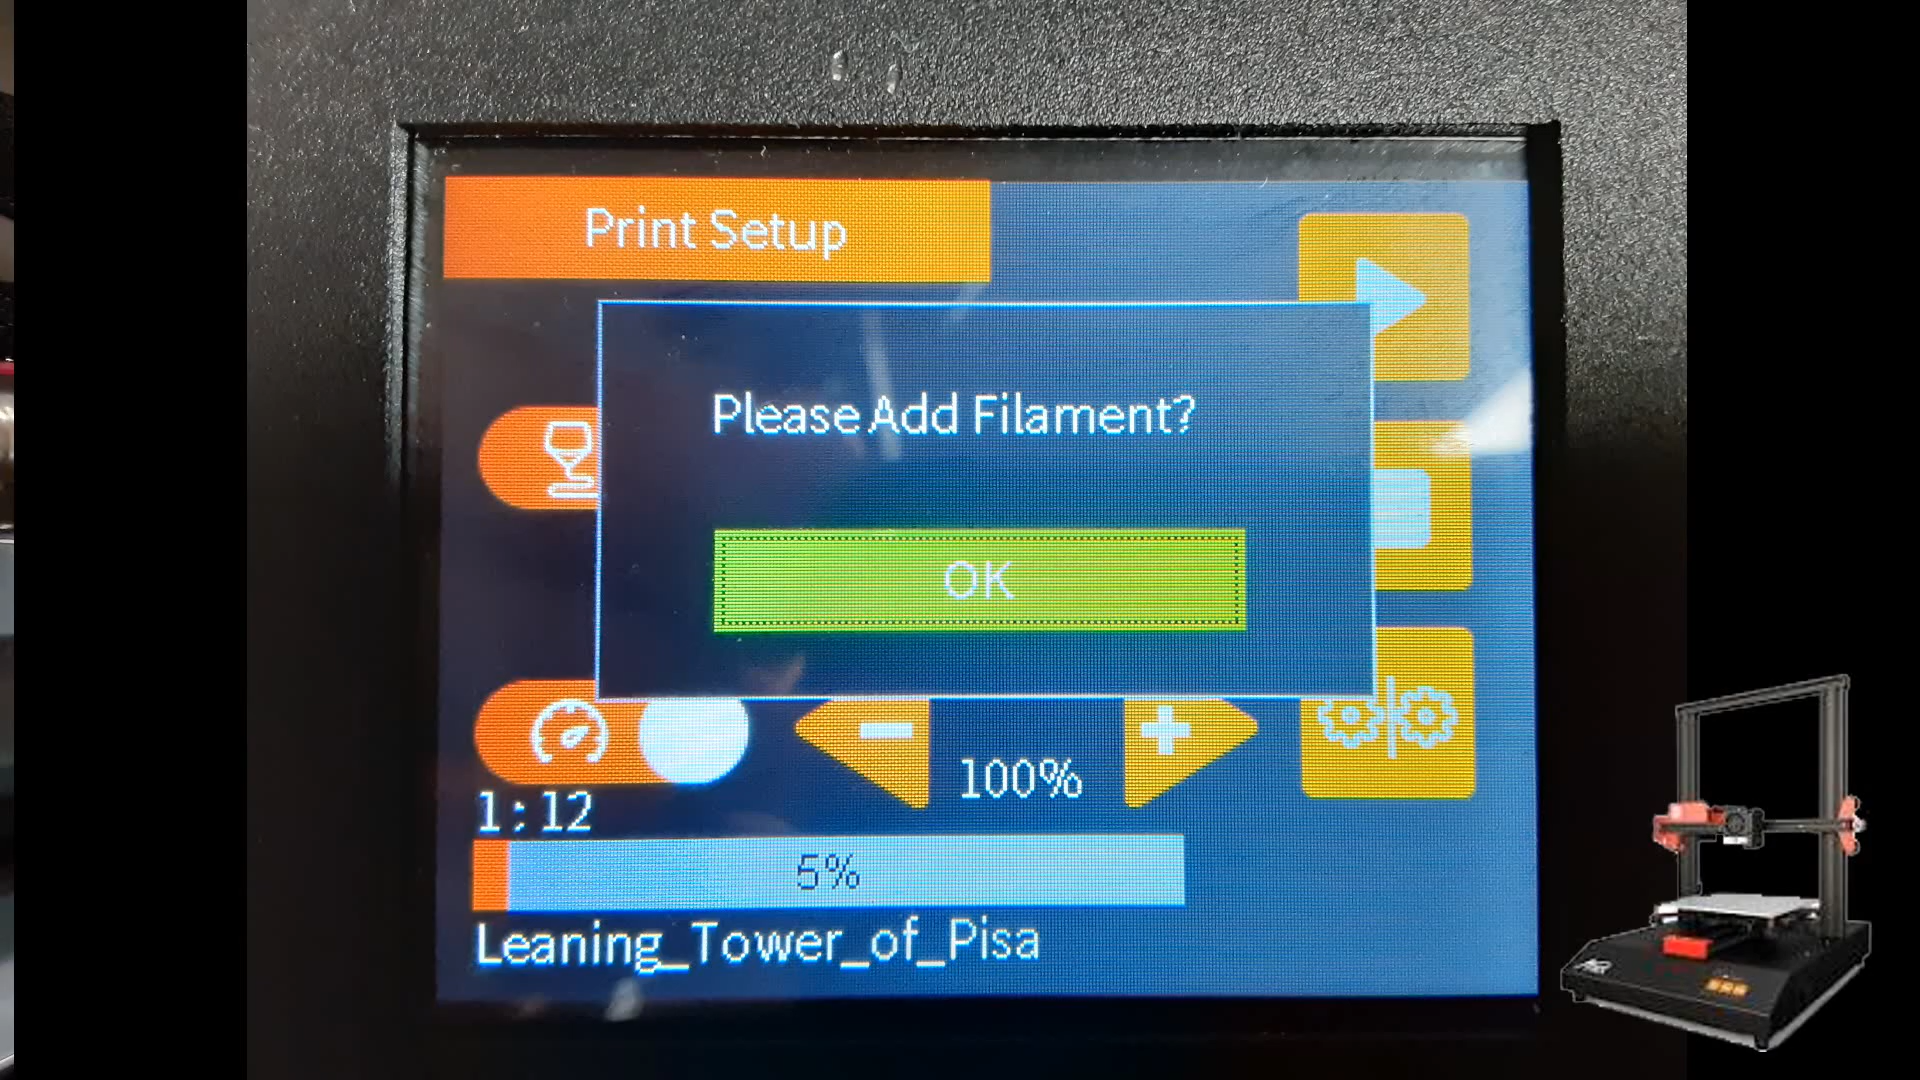 Print Setup
Please Add Filament?
OK
100%
1:12
5%
Leaning_Tower_of_Pisa